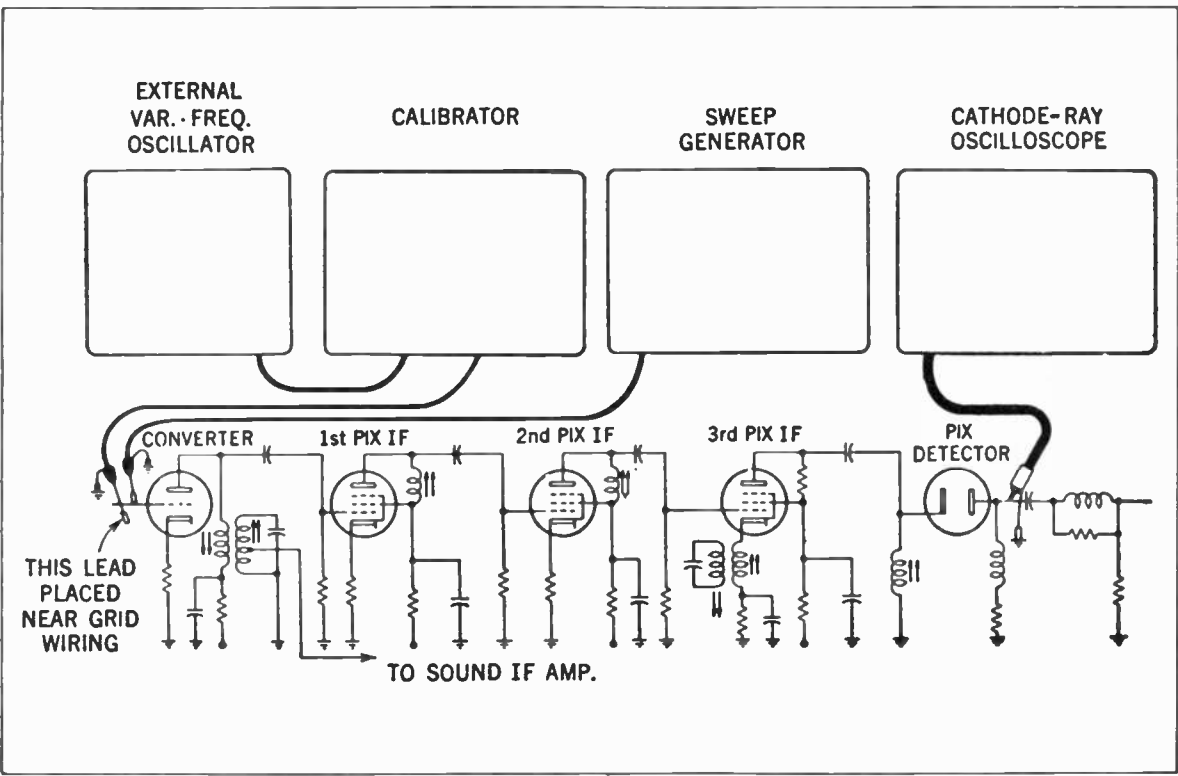 EXTERNAL
VAR.·FREQ.
OSCILLATOR
CALIBRATOR
SWEEP
GENERATOR
CATHODE-RAY
OSCILLOSCOPE
CONVERTER
1st PIX IF
2nd PIX IF
3rd PIX IF
PIX
DETECTOR
THIS LEAD
PLACED
NEAR GRID
WIRING
TO SOUND IF AMP.